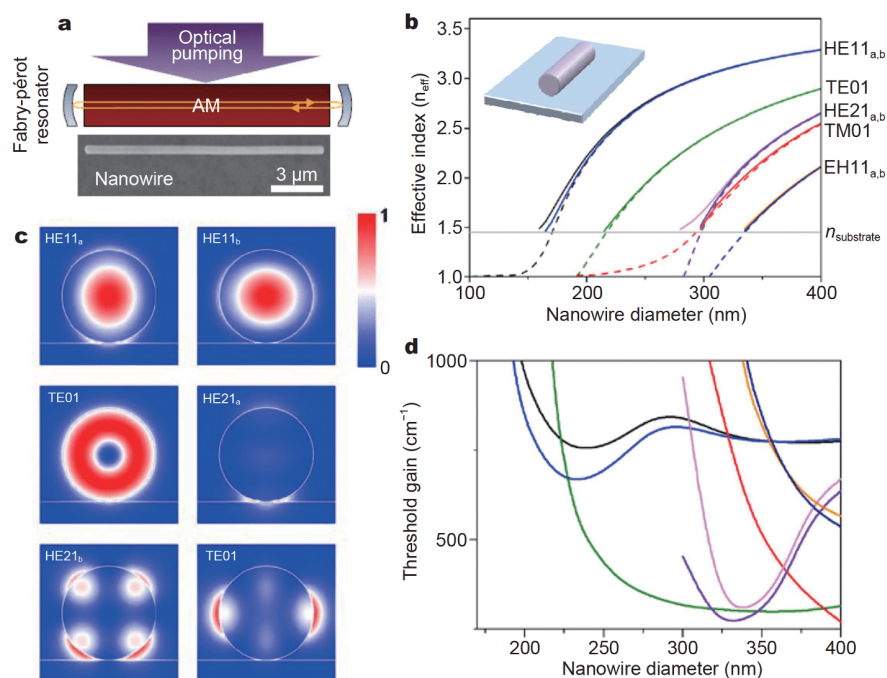 a
Optical
pumping
Fabry-pérot
resonator
AM
Nanowire
3 μm
b
Effective index (n_eff)
3.5
3.0
2.5
2.0
1.5
1.0
100
200
300
400
Nanowire diameter (nm)
HE11a,b
TE01
HE21a,b
TM01
EH11a,b
n_substrate
c
HE11a
HE11b
1
0
TE01
HE21a
HE21b
TE01
d
Threshold gain (cm⁻¹)
1000
500
200
250
300
350
400
Nanowire diameter (nm)